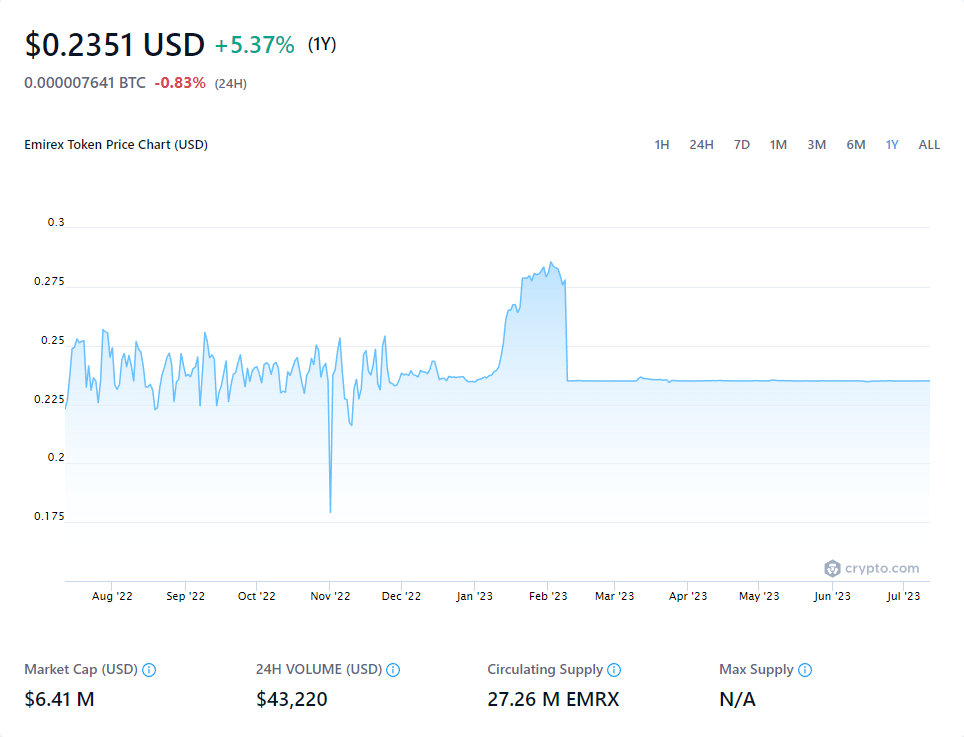 $0.2351 USD +5.37% (1Y)
0.000007641 BTC -0.83% (24H)
Emirex Token Price Chart (USD) 1H 24H 7D 1M 3M 6M 1Y ALL
0.3
0.275
0.25
0.225
0.2
0.175
crypto.com
Aug '22 Sep '22 Oct '22 Nov '22 Dec '22 Jan '23 Feb '23 Mar '23 Apr '23 May '23 Jun '23 Jul '23
Market Cap (USD) 24H VOLUME (USD) Circulating Supply Max Supply
$6.41 M $43,220 27.26 M EMRX N/A